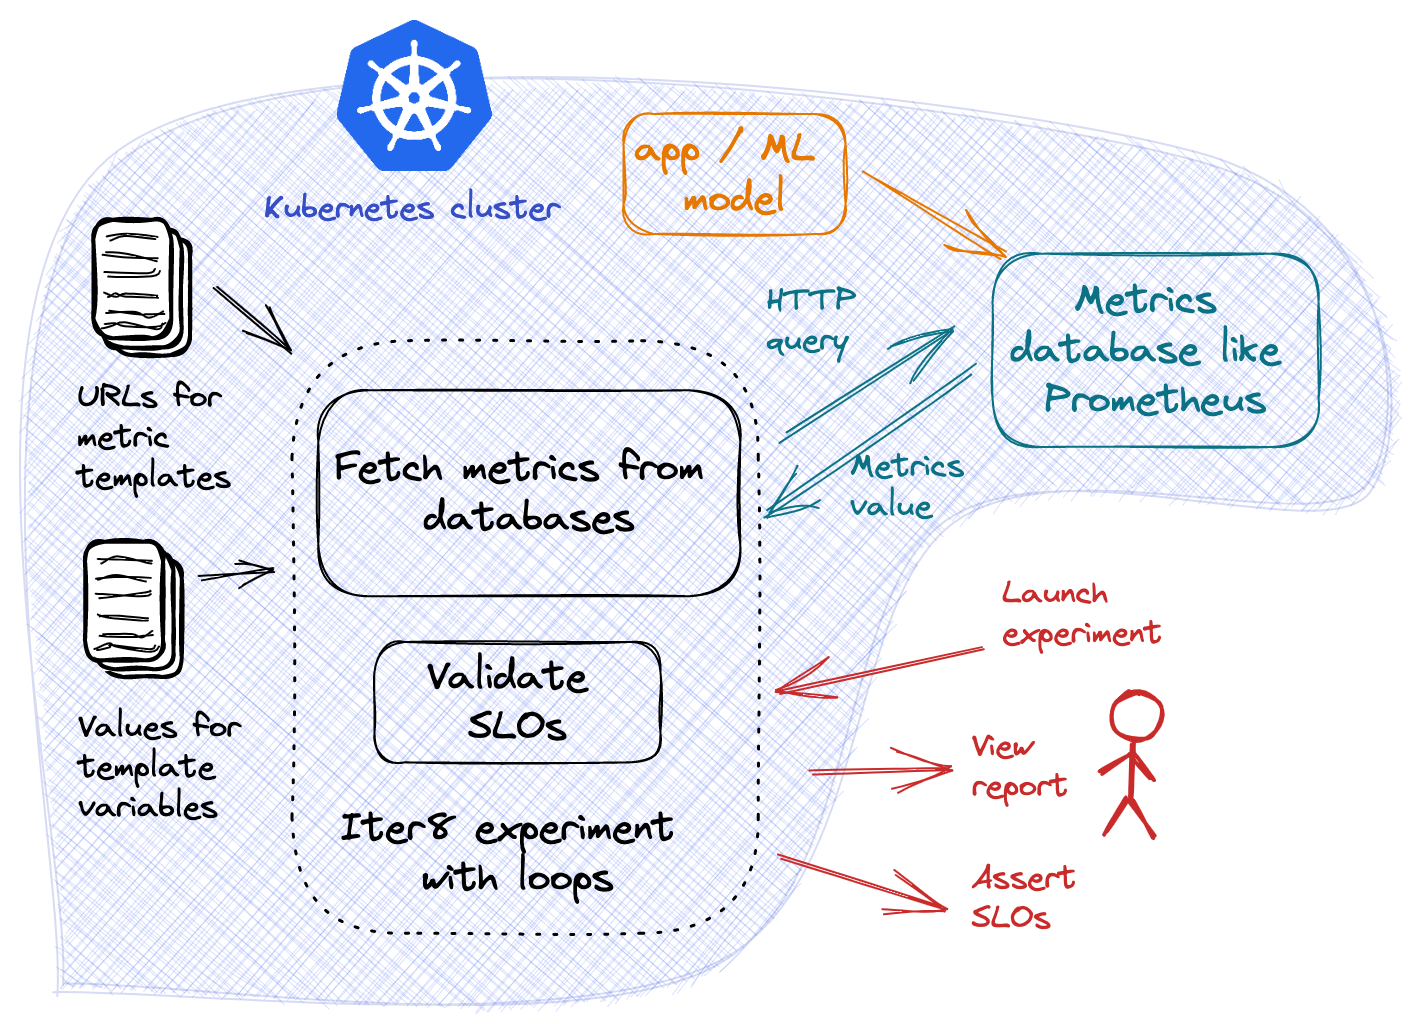 Kubernetes cluster
app / ML
model
Metrics
database like
Prometheus
HTTP
query
Metrics
value
URLs for
metric
templates
Values for
template
variables
Fetch metrics from
databases
Validate
SLOs
Iter8 experiment
with loops
Launch
experiment
View
report
Assert
SLOs